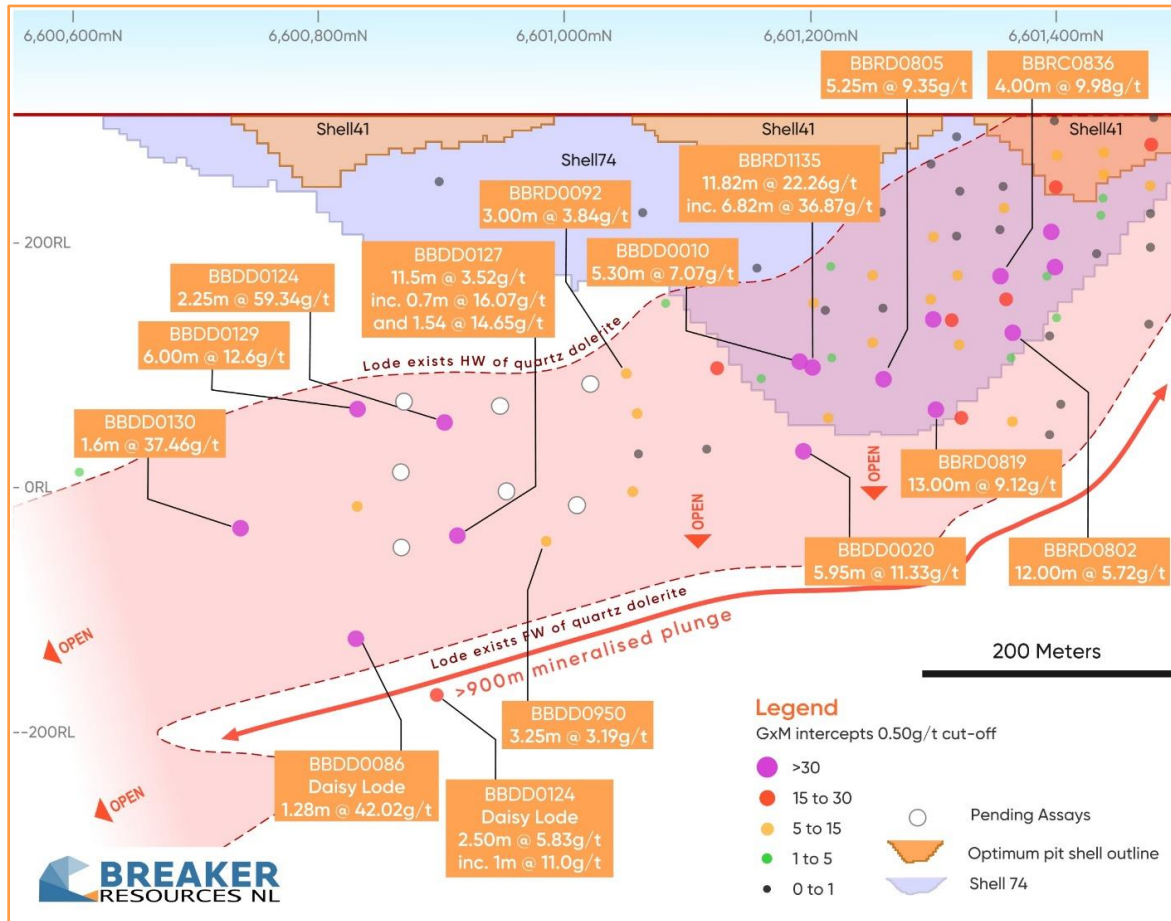 6,600,600mN
6,600,800mN
6,601,000mN
6,601,200mN
6,601,400mN
BBRD0805
5.25m @ 9.35g/t
BBRC0836
4.00m @ 9.98g/t
Shell41
Shell41
Shell41
Shell74
BBRD1135
11.82m @ 22.26g/t
inc. 6.82m @ 36.87g/t
BBRD0092
3.00m @ 3.84g/t
BBDD0010
5.30m @ 7.07g/t
- 200RL
BBDD0127
11.5m @ 3.52g/t
inc. 0.7m @ 16.07g/t
and 1.54 @ 14.65g/t
BBDD0124
2.25m @ 59.34g/t
BBDD0129
6.00m @ 12.6g/t
BBDD0130
1.6m @ 37.46g/t
Lode exists HW of quartz dolerite
- 0RL
OPEN
OPEN
BBRD0819
13.00m @ 9.12g/t
BBDD0020
5.95m @ 11.33g/t
BBRD0802
12.00m @ 5.72g/t
Lode exists FW of quartz dolerite
>900m mineralised plunge
OPEN
200 Meters
--200RL
BBDD0950
3.25m @ 3.19g/t
BBDD0086
Daisy Lode
1.28m @ 42.02g/t
BBDD0124
Daisy Lode
2.50m @ 5.83g/t
inc. 1m @ 11.0g/t
OPEN
Legend
GxM intercepts 0.50g/t cut-off
>30
15 to 30
5 to 15
1 to 5
0 to 1
Pending Assays
Optimum pit shell outline
Shell 74
BREAKER
RESOURCES NL